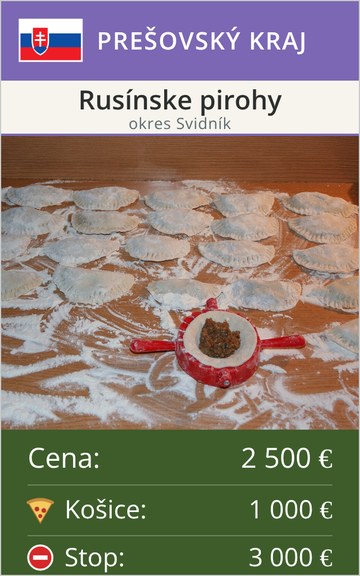 PREŠOVSKÝ KRAJ
Rusínske pirohy
okres Svidník
Cena: 2 500 €
Košice: 1 000 €
Stop: 3 000 €